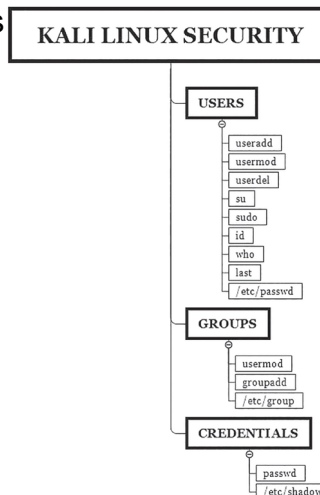 KALI LINUX SECURITY
USERS
useradd
usermod
userdel
su
sudo
id
who
last
/etc/passwd
GROUPS
usermod
groupadd
/etc/group
CREDENTIALS
passwd
/etc/shadow